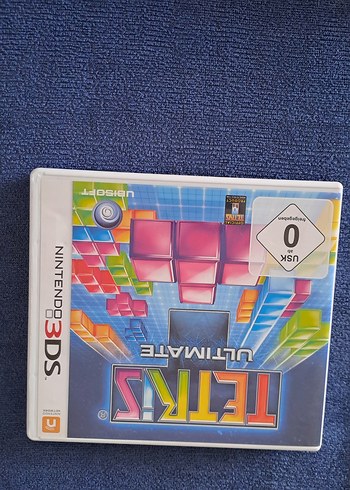 NINTENDO 3DS
TETRIS®
ULTIMATE
USK
ab
0
freigegeben
UBISOFT